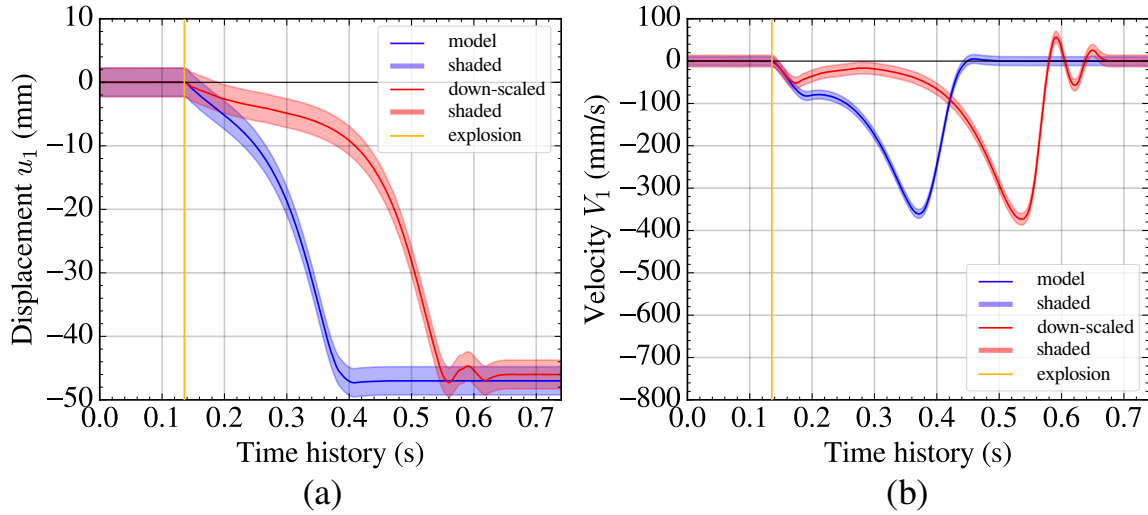 10
0
−10
−20
−30
−40
−50
Displacement u₁ (mm)
0.0 0.1 0.2 0.3 0.4 0.5 0.6 0.7
Time history (s)
model
shaded
down-scaled
shaded
explosion
(a)
100
0
−100
−200
−300
−400
−500
−600
−700
−800
Velocity V₁ (mm/s)
0.0 0.1 0.2 0.3 0.4 0.5 0.6 0.7
Time history (s)
model
shaded
down-scaled
shaded
explosion
(b)